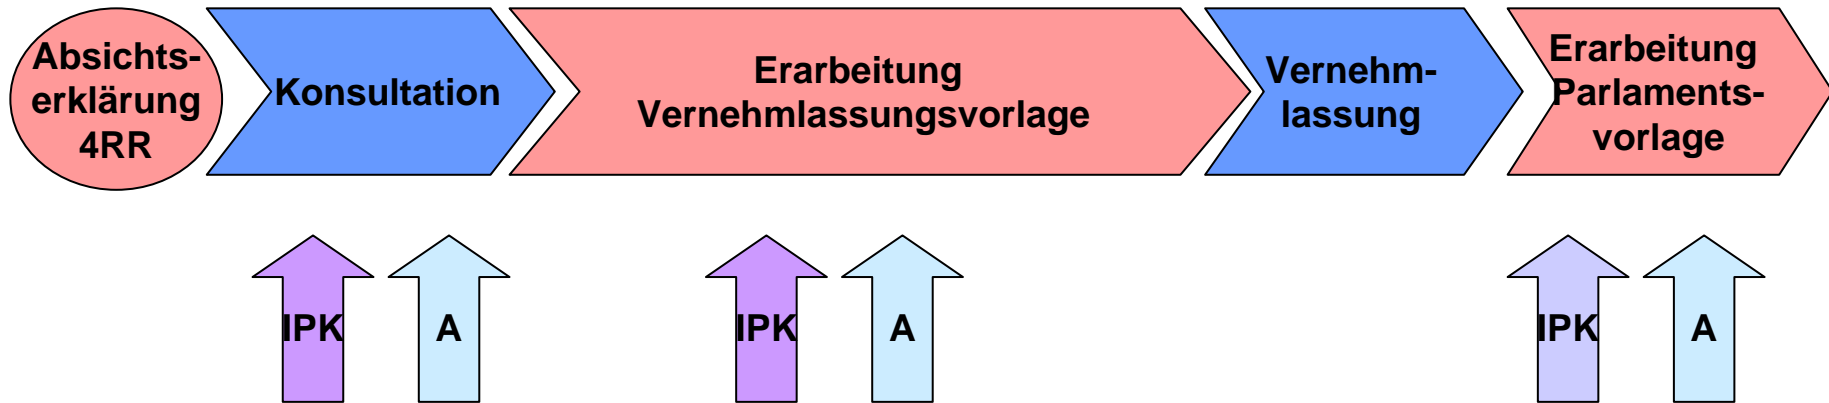 Absichts-
erklärung
4RR
Konsultation
Erarbeitung
Vernehmlassungsvorlage
Vernehm-
lassung
Erarbeitung
Parlaments-
vorlage
IPK
A
IPK
A
IPK
A